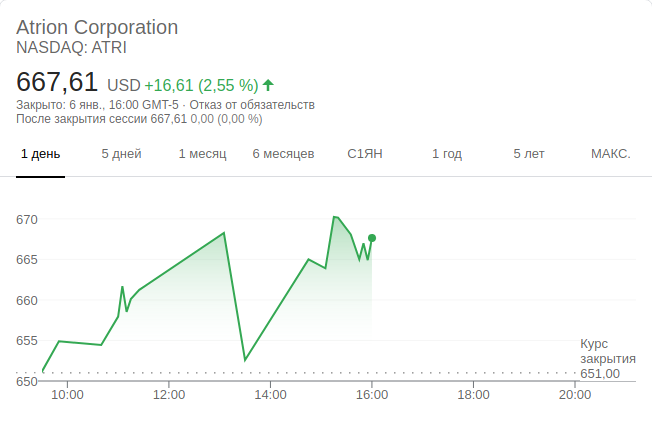 Atrion Corporation
NASDAQ: ATRI
667,61 USD +16,61 (2,55 %)
Закрыто: 6 янв., 16:00 GMT-5 · Отказ от обязательств
После закрытия сессии 667,61 0,00 (0,00 %)
1 день 5 дней 1 месяц 6 месяцев С1ЯН 1 год 5 лет МАКС.
670
665
660
655
650
Курс
закрытия
651,00
10:00 12:00 14:00 16:00 18:00 20:00